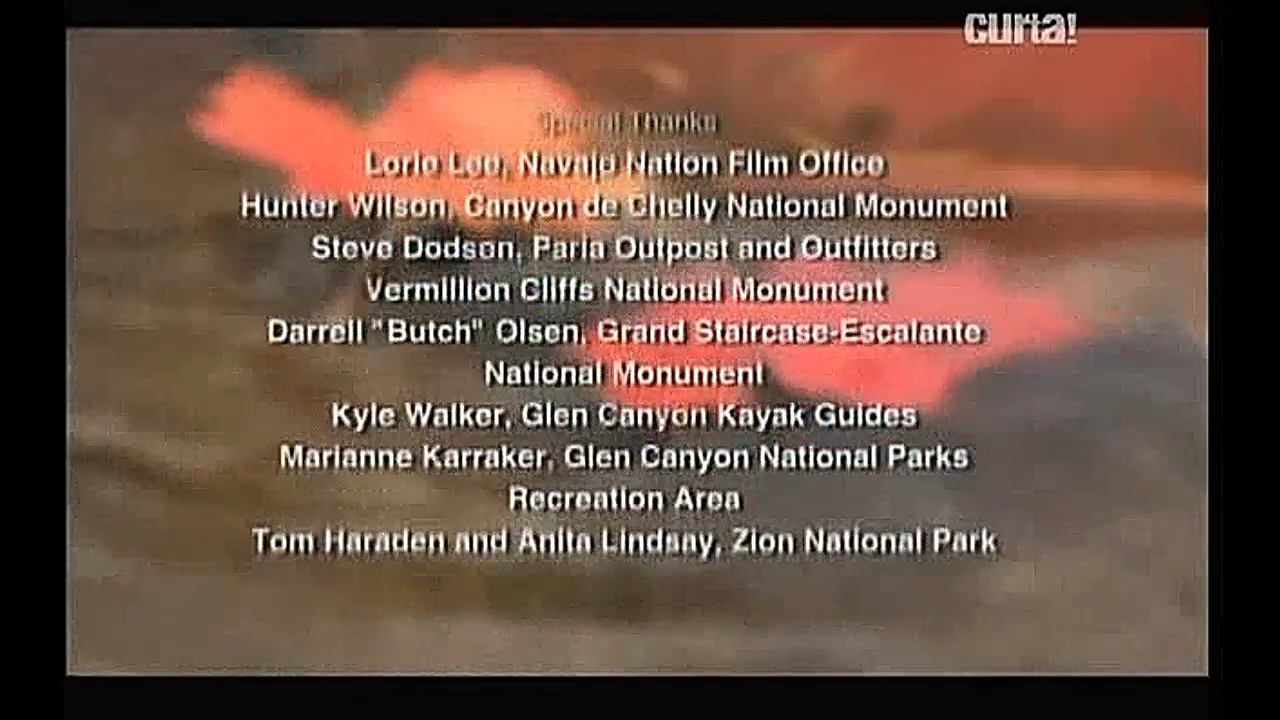 curta!
Special Thanks
Lorie Lee, Navajo Nation Film Office
Hunter Wilson, Canyon de Chelly National Monument
Steve Dodson, Paria Outpost and Outfitters
Vermillion Cliffs National Monument
Darrell "Butch" Olsen, Grand Staircase-Escalante
National Monument
Kyle Walker, Glen Canyon Kayak Guides
Marianne Karraker, Glen Canyon National Parks
Recreation Area
Tom Haraden and Anita Lindsay, Zion National Park